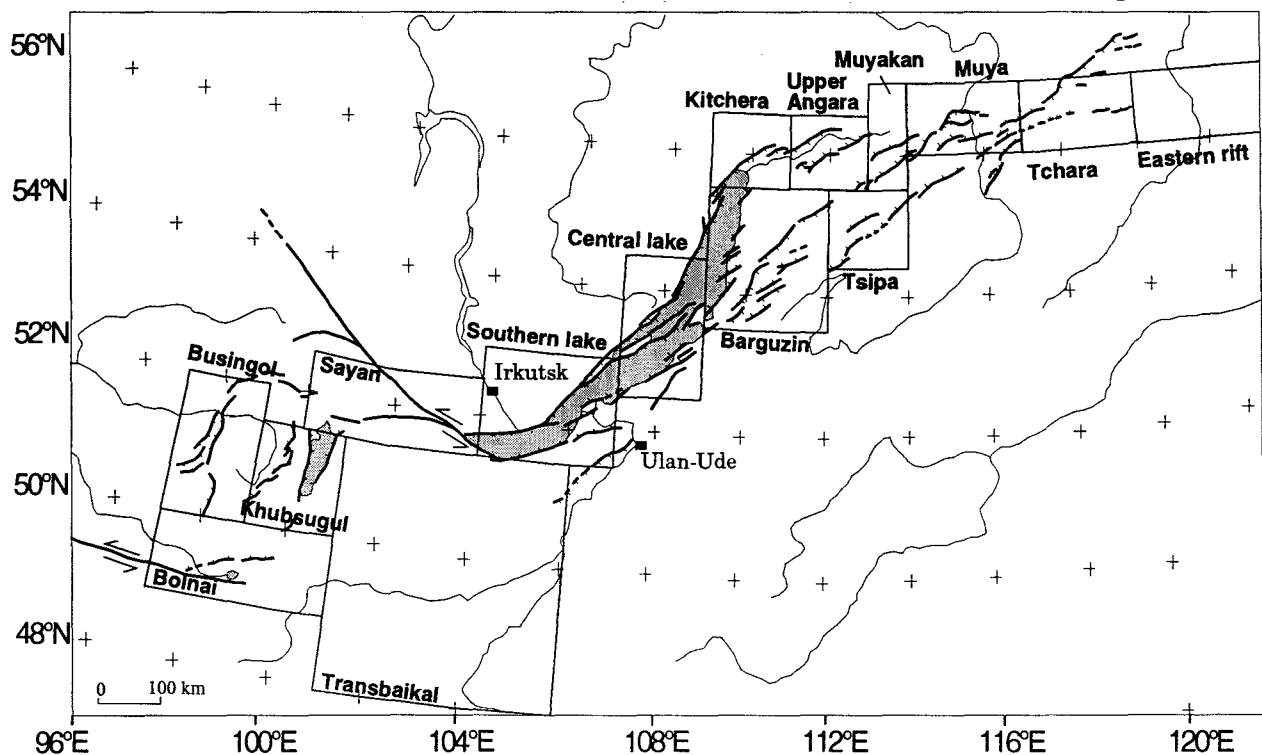 56°N
54°N
52°N
50°N
48°N
Muyakan
Muya
Upper
Angara
Kitchera
Tchara
Eastern rift
Central lake
Tsipa
Barguzin
Southern lake
Irkutsk
Sayan
Busingol
Ulan-Ude
Khubsugul
Bolnai
Transbaikal
0 100 km
96°E 100°E 104°E 108°E 112°E 116°E 120°E